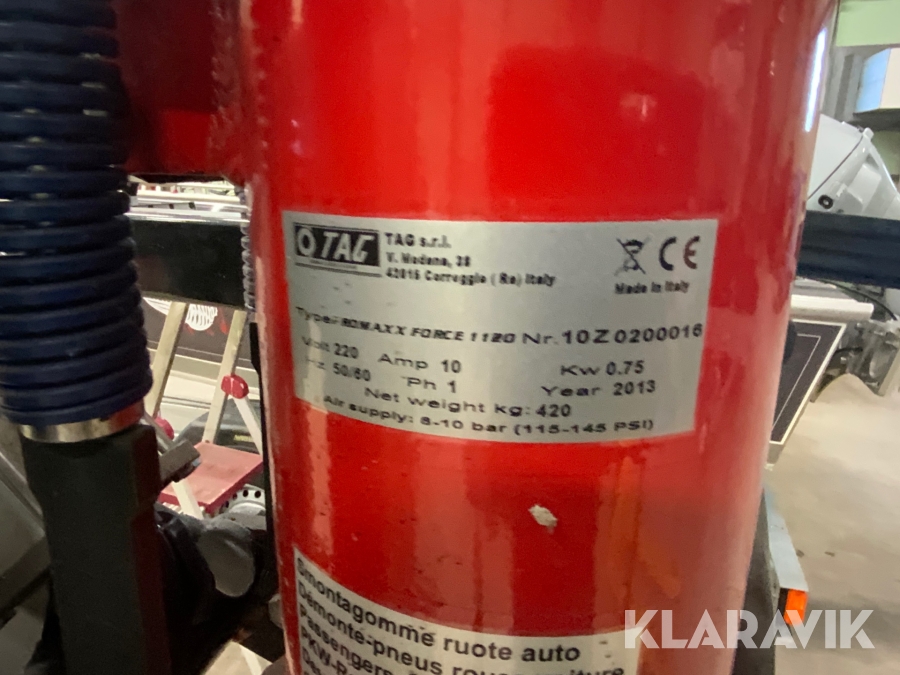 TAG
TAG s.r.l.
V. Modena, 38
42015 Correggio ( Re) Italy
CE
Made in Italy
Type: ROMAXX FORCE 1120 Nr. 10Z0200016
Volt 220 Amp 10 Kw 0.75
Hz 50/60 Ph 1 Year 2013
Net weight kg: 420
Air supply: 8-10 bar (115-145 PSI)
Smontagomme ruote auto
Démonte-pneus roues
Passengern
PKW-R
KLARAVIK